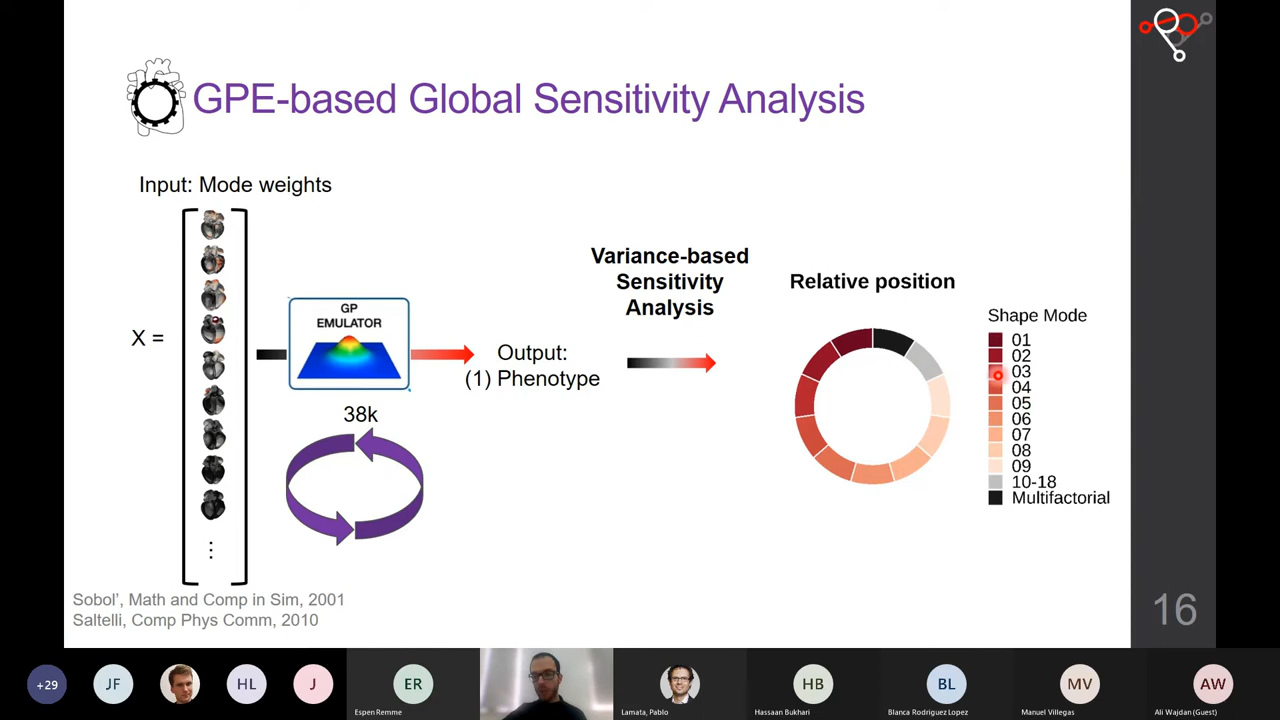 GPE-based Global Sensitivity Analysis
Input: Mode weights
X =
⋮
GP
EMULATOR
38k
Output:
(1) Phenotype
Variance-based
Sensitivity
Analysis
Relative position
Shape Mode
01
02
03
04
05
06
07
08
09
10-18
Multifactorial
Sobol’, Math and Comp in Sim, 2001
Saltelli, Comp Phys Comm, 2010
16
+29
JF
HL
J
ER
Espen Remme
Lamata, Pablo
HB
Hassaan Bukhari
BL
Blanca Rodriguez Lopez
MV
Manuel Villegas
AW
Ali Wajdan (Guest)